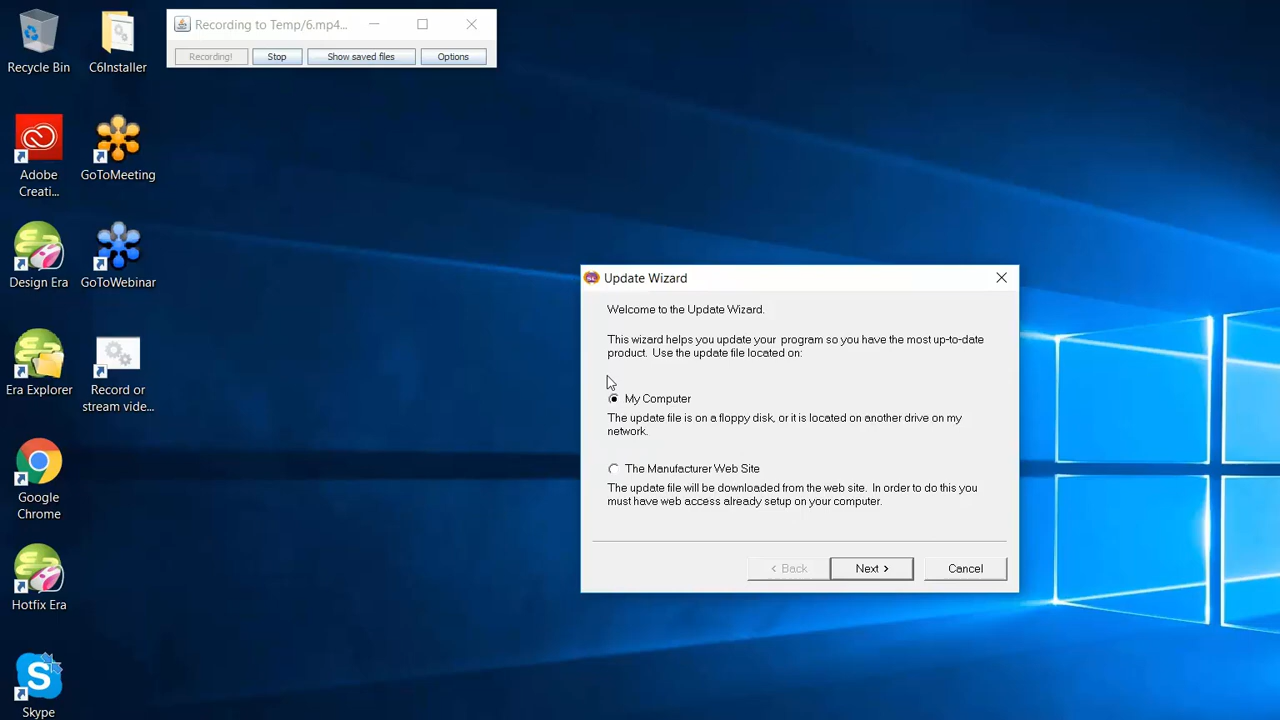 Recording to Temp/6.mp4...
Recording!
Stop
Show saved files
Options
Recycle Bin
C6Installer
Adobe
Creati...
GoToMeeting
Design Era
GoToWebinar
Era Explorer
Record or
stream vide...
Google
Chrome
Hotfix Era
Skype
Update Wizard
Welcome to the Update Wizard.
This wizard helps you update your program so you have the most up-to-date
product. Use the update file located on:
My Computer
The update file is on a floppy disk, or it is located on another drive on my
network.
The Manufacturer Web Site
The update file will be downloaded from the web site. In order to do this you
must have web access already setup on your computer.
< Back
Next >
Cancel